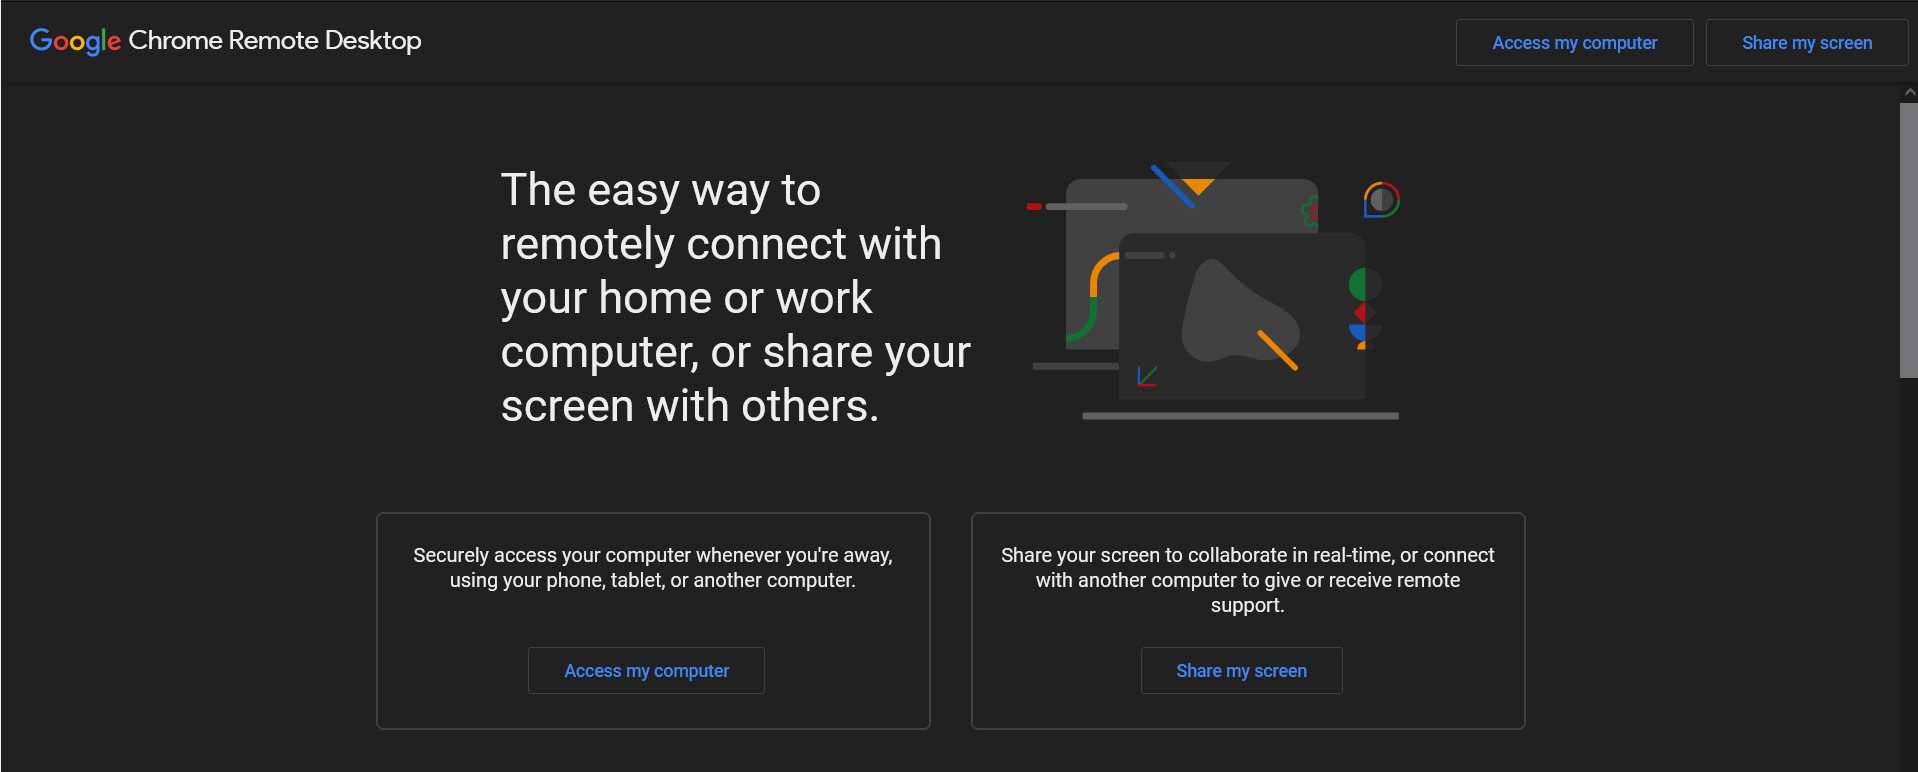 Google Chrome Remote Desktop
Access my computer
Share my screen
The easy way to
remotely connect with
your home or work
computer, or share your
screen with others.
Securely access your computer whenever you're away,
using your phone, tablet, or another computer.
Access my computer
Share your screen to collaborate in real-time, or connect
with another computer to give or receive remote
support.
Share my screen